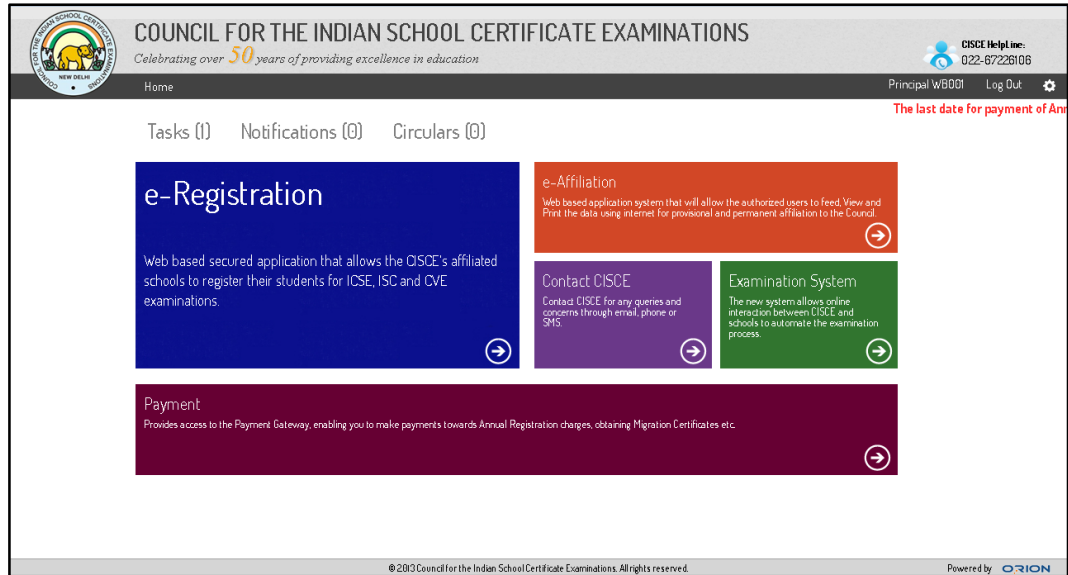 INDIAN SCHOOL CERTIFICATE
COUNCIL FOR THE INDIAN SCHOOL CERTIFICATE EXAMINATIONS
Celebrating over 50 years of providing excellence in education
NEW DELHI
CISCE HelpLine:
022-67226106
Home
Principal WB001 Log Out
The last date for payment of Ann
Tasks (1) Notifications (0) Circulars (0)
e-Registration
Web based secured application that allows the CISCE's affiliated
schools to register their students for ICSE, ISC and CVE
examinations.
e-Affiliation
Web based application system that will allow the authorized users to feed, View and
Print the data using internet for provisional and permanent affiliation to the Council.
Contact CISCE
Contact CISCE for any queries and
concerns through email, phone or
SMS.
Examination System
The new system allows online
interaction between CISCE and
schools to automate the examination
process.
Payment
Provides access to the Payment Gateway, enabling you to make payments towards Annual Registration charges, obtaining Migration Certificates etc.
© 2013 Council for the Indian School Certificate Examinations. All rights reserved.
Powered by ORION